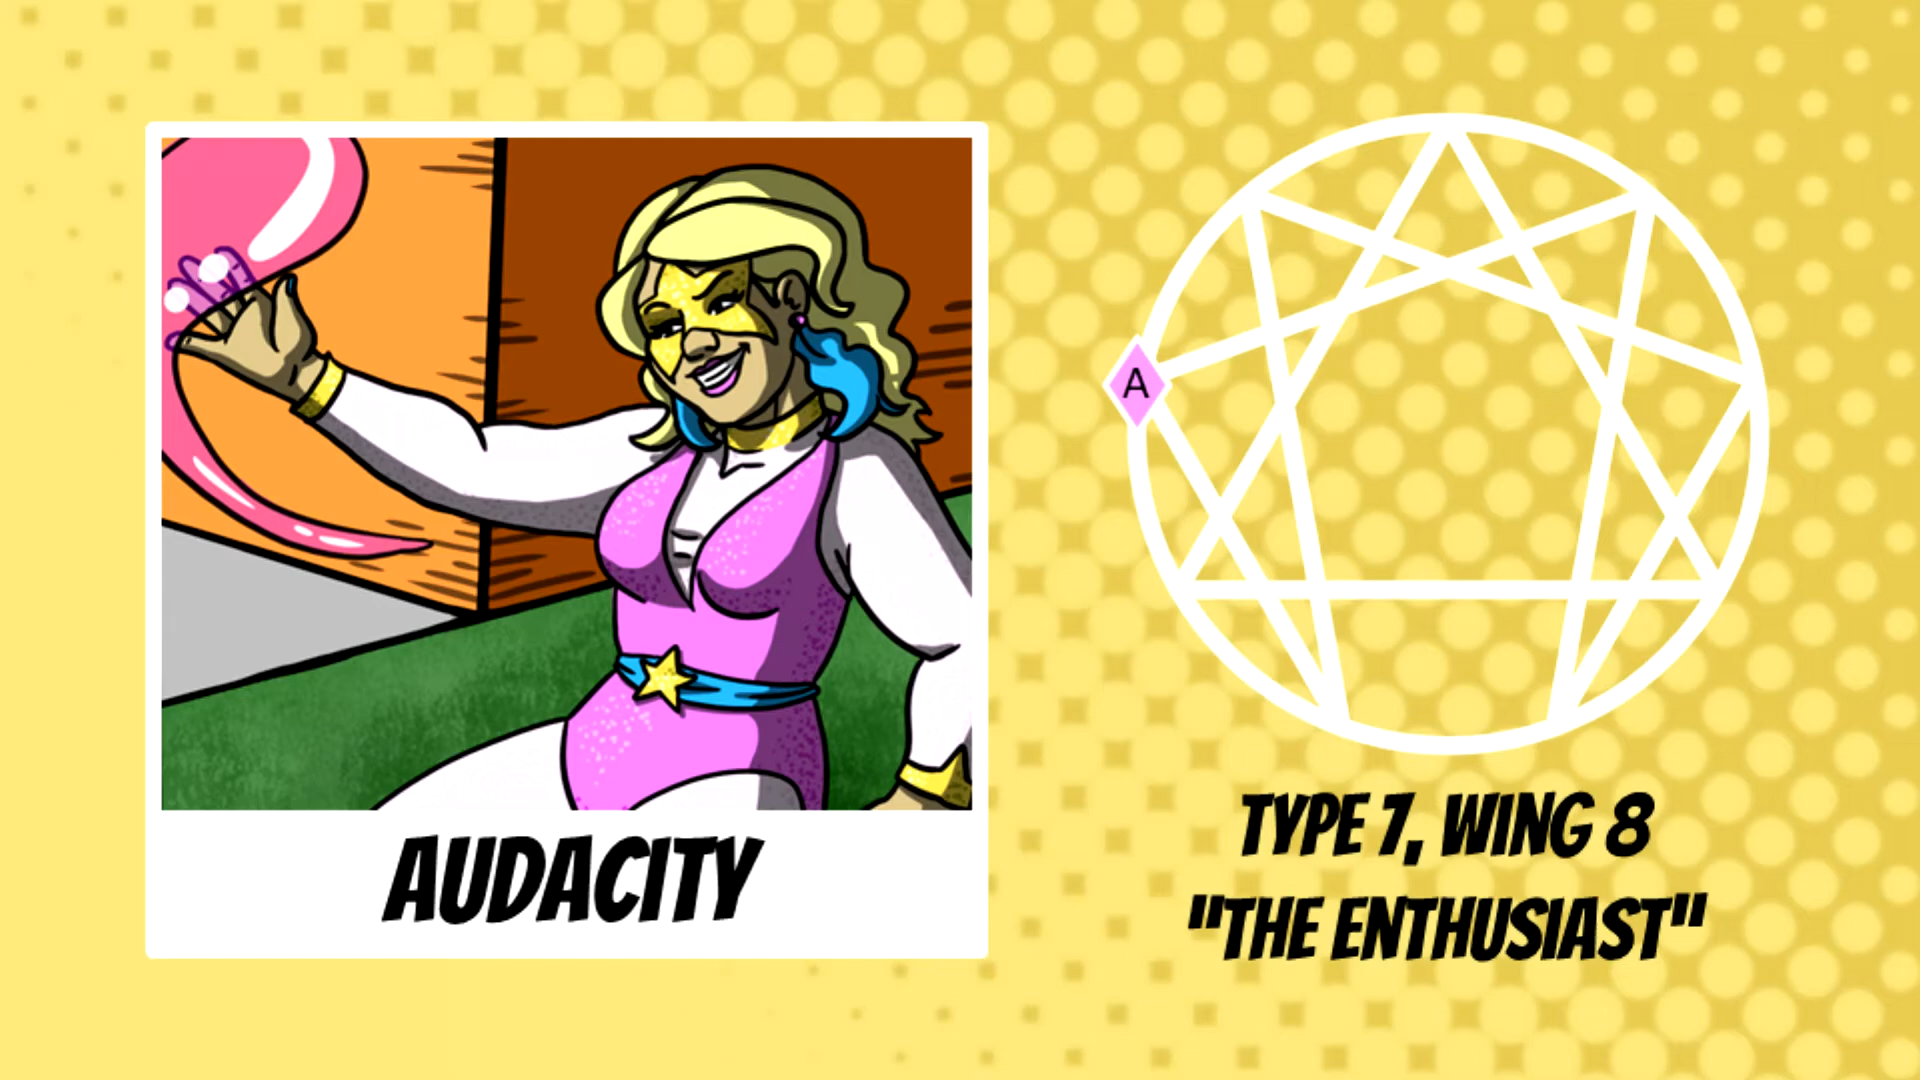 AUDACITY
A
TYPE 7, WING 8
"THE ENTHUSIAST"